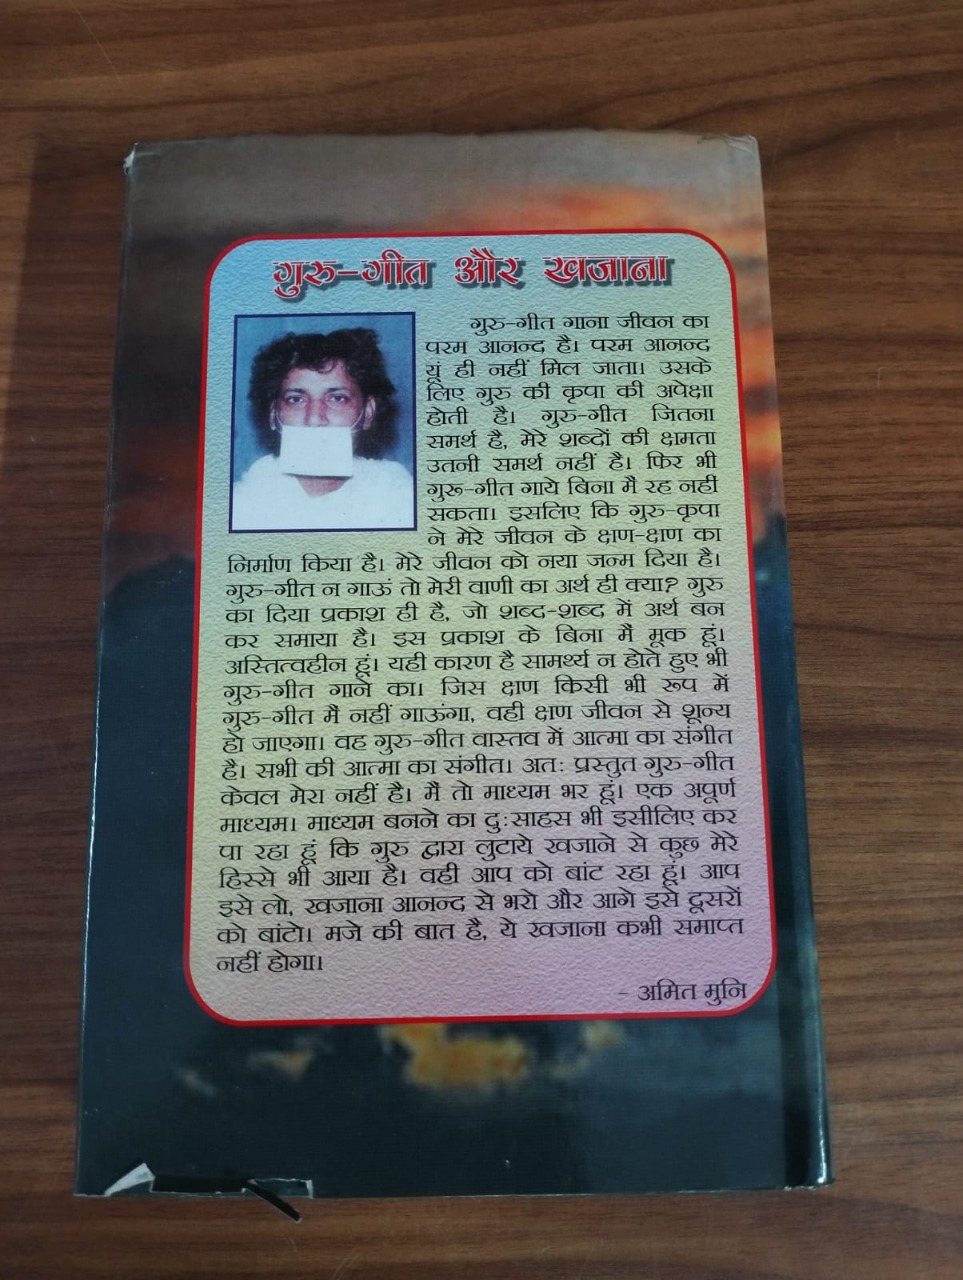 गुरु-गीत और खजाना
गुरु-गीत गाना जीवन का
परम आनन्द है। परम आनन्द
यूं ही नहीं मिल जाता। उसके
लिए गुरु की कृपा की अपेक्षा
होती है। गुरु-गीत जितना
समर्थ है, मेरे शब्दों की क्षमता
उतनी समर्थ नहीं है। फिर भी
गुरू-गीत गाये बिना मैं रह नहीं
सकता। इसलिए कि गुरु-कृपा
ने मेरे जीवन के क्षण-क्षण का
निर्माण किया है। मेरे जीवन को नया जन्म दिया है।
गुरु-गीत न गाऊं तो मेरी वाणी का अर्थ ही क्या? गुरु
का दिया प्रकाश ही है, जो शब्द-शब्द में अर्थ बन
कर समाया है। इस प्रकाश के बिना मैं मूक हूं।
अस्तित्वहीन हूं। यही कारण है सामर्थ्य न होते हुए भी
गुरु-गीत गाने का। जिस क्षण किसी भी रूप में
गुरु-गीत मैं नहीं गाऊंगा, वही क्षण जीवन से शून्य
हो जाएगा। वह गुरु-गीत वास्तव में आत्मा का संगीत
है। सभी की आत्मा का संगीत। अतः प्रस्तुत गुरु-गीत
केवल मेरा नहीं है। मैं तो माध्यम भर हूं। एक अपूर्ण
माध्यम। माध्यम बनने का दुःसाहस भी इसीलिए कर
पा रहा हूं कि गुरु द्वारा लुटाये खजाने से कुछ मेरे
हिस्से भी आया है। वही आप को बांट रहा हूं। आप
इसे लो, खजाना आनन्द से भरो और आगे इसे दूसरों
को बांटो। मजे की बात है, ये खजाना कभी समाप्त
नहीं होगा।
- अमित मुनि